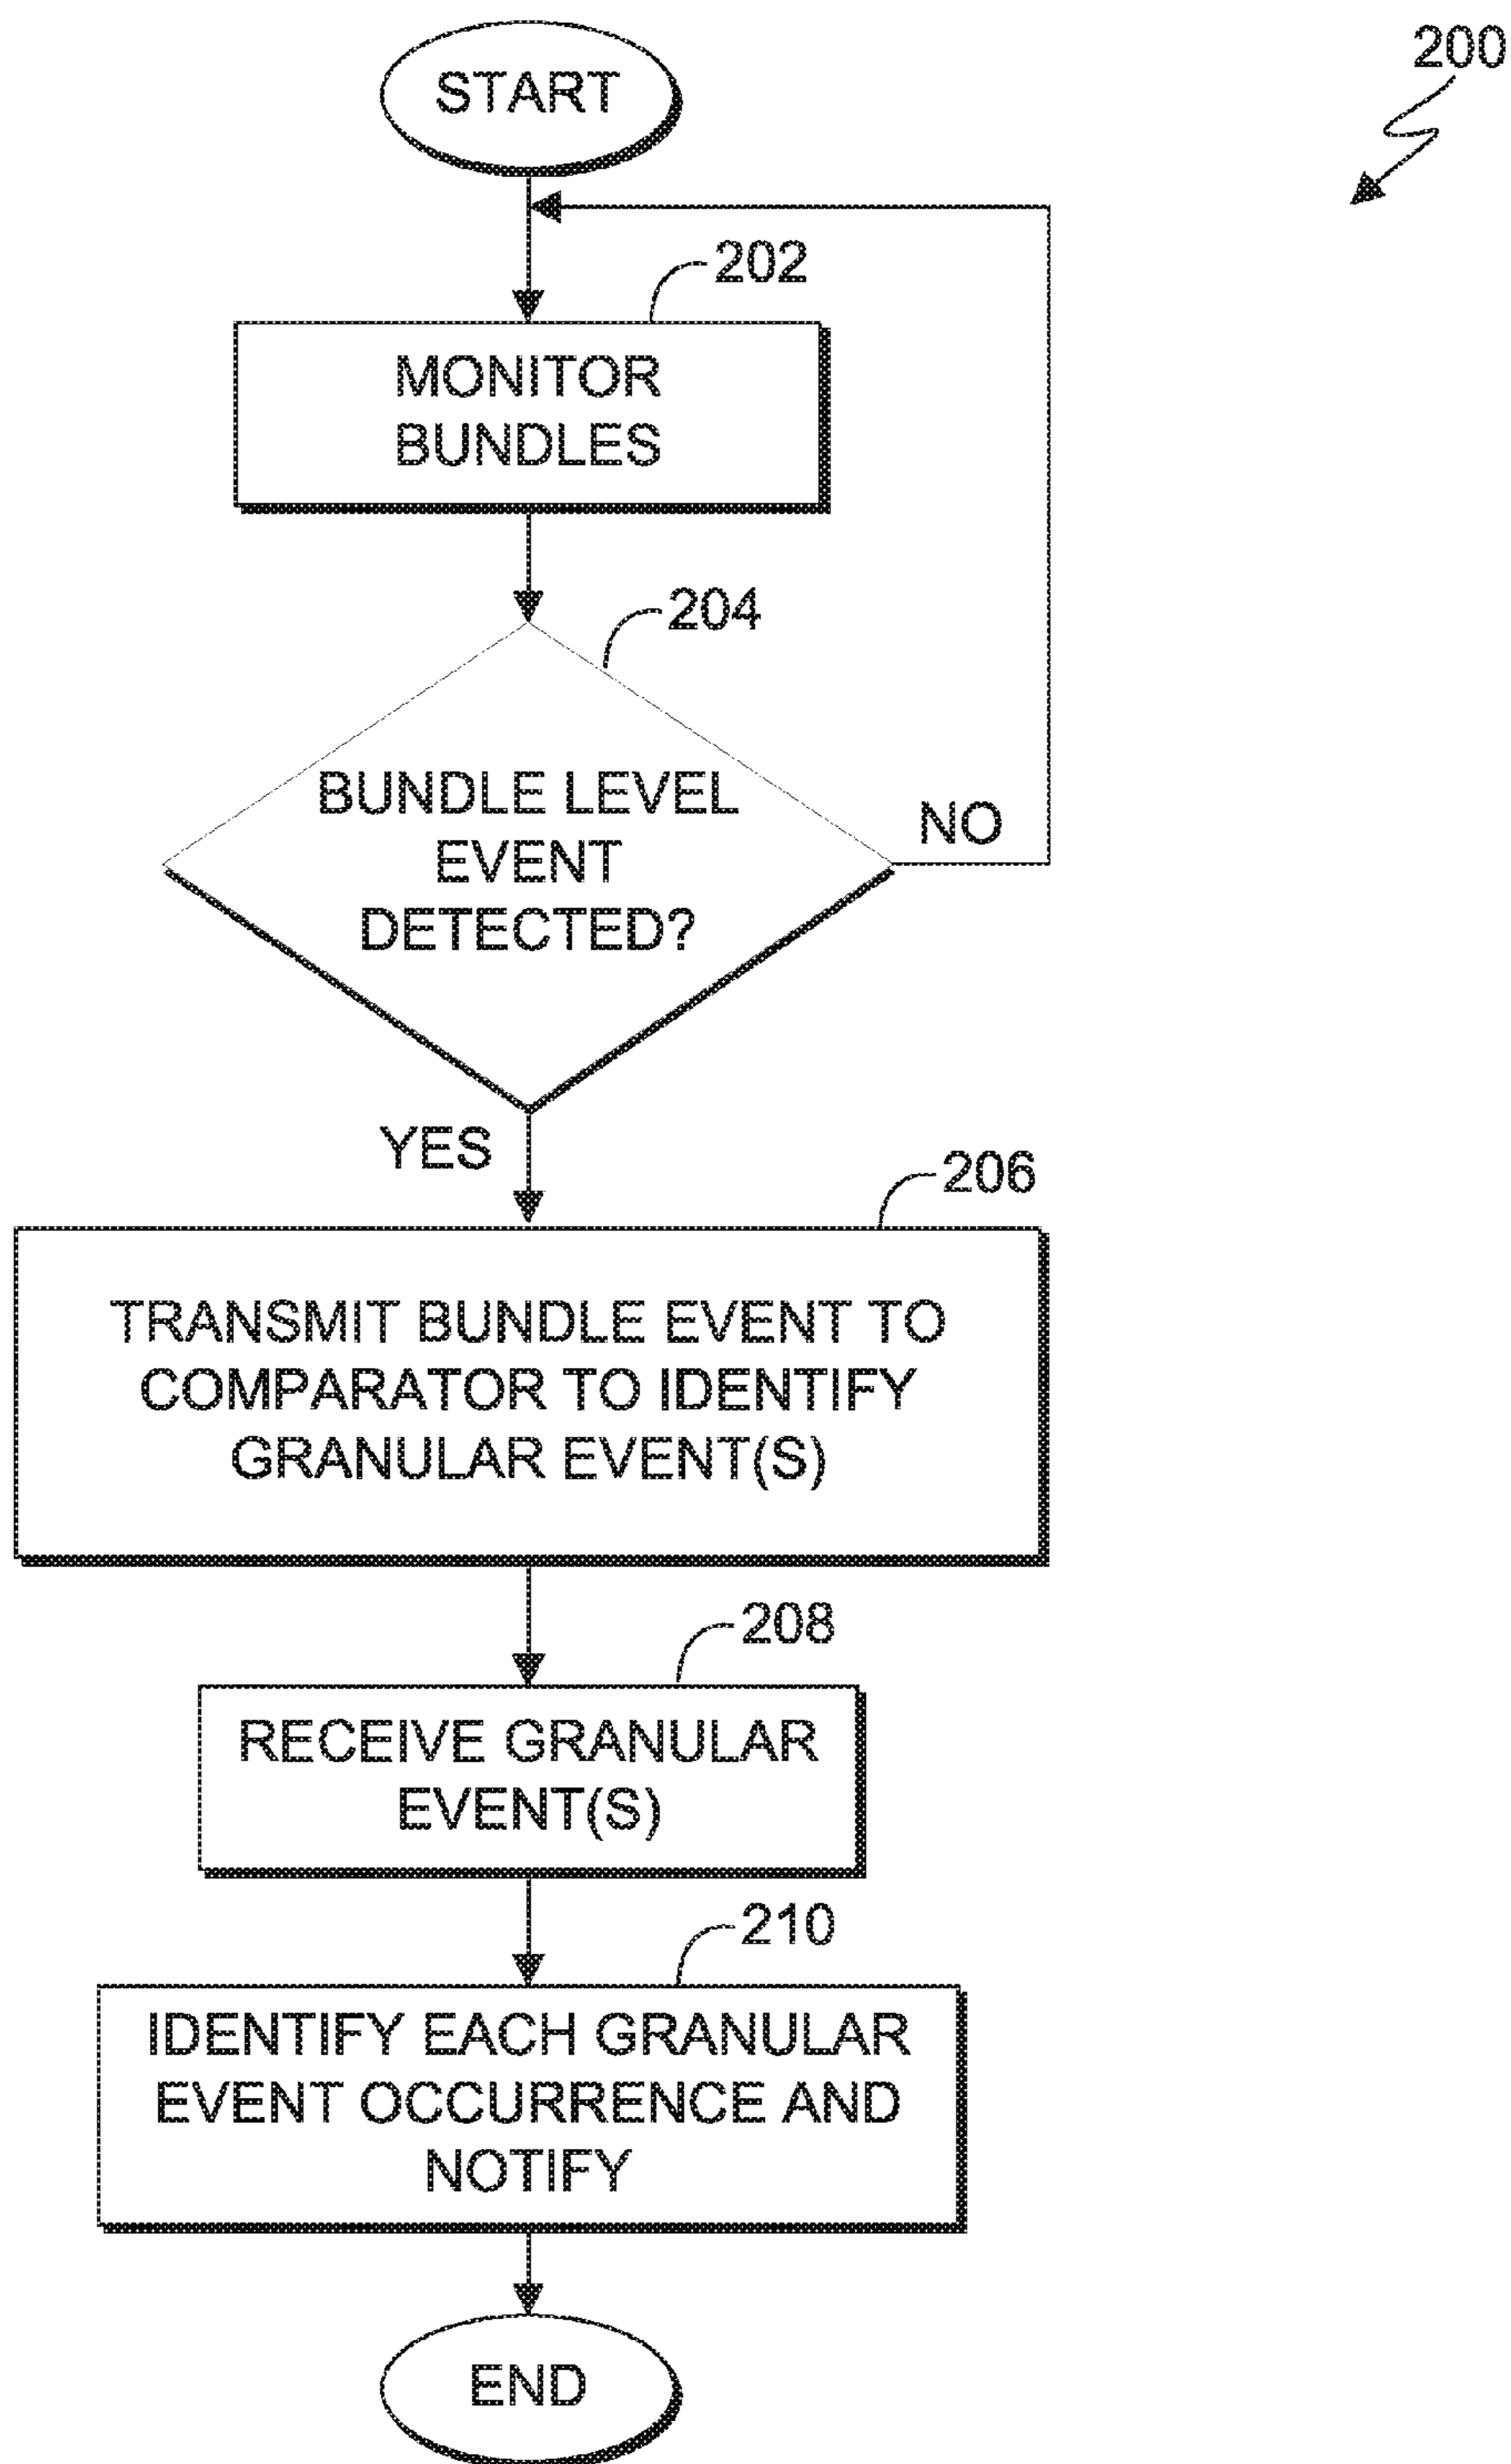 START
200
202
MONITOR
BUNDLES
204
BUNDLE LEVEL
EVENT
DETECTED?
NO
YES
206
TRANSMIT BUNDLE EVENT TO
COMPARATOR TO IDENTIFY
GRANULAR EVENT(S)
208
RECEIVE GRANULAR
EVENT(S)
210
IDENTIFY EACH GRANULAR
EVENT OCCURRENCE AND
NOTIFY
END